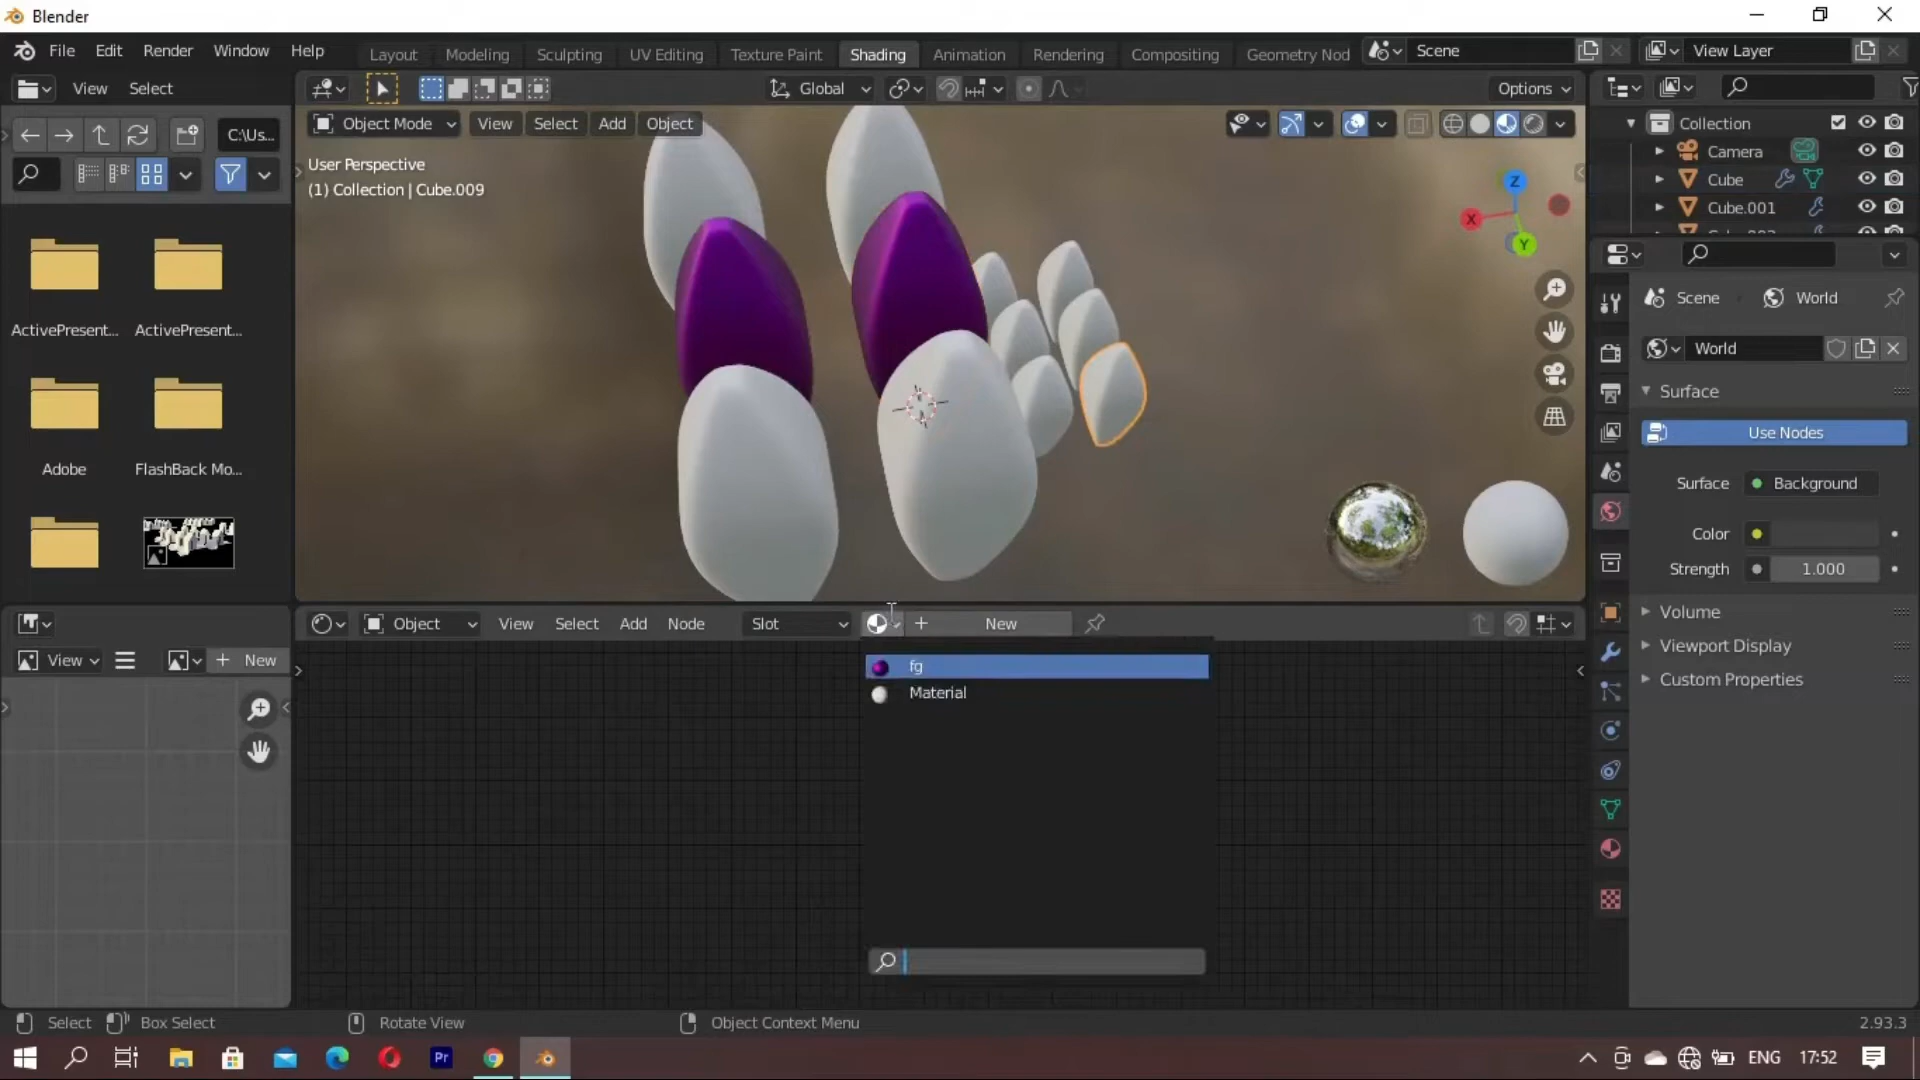 Blender
File Edit Render Window Help Layout Modeling Sculpting UV Editing Texture Paint Shading Animation Rendering Compositing Geometry Nod Scene View Layer
View Select Global Options
C:\Us...
Object Mode View Select Add Object
User Perspective
(1) Collection | Cube.009
Z
X
Y
ActivePresent... ActivePresent...
Adobe FlashBack Mo...
Collection
Camera
Cube
Cube.001
Scene World
World
Surface
Use Nodes
Surface Background
Color
Strength 1.000
Volume
Viewport Display
Custom Properties
View New
Object View Select Add Node Slot New
fg
Material
Select Box Select Rotate View Object Context Menu 2.93.3
Pr ENG 17:52